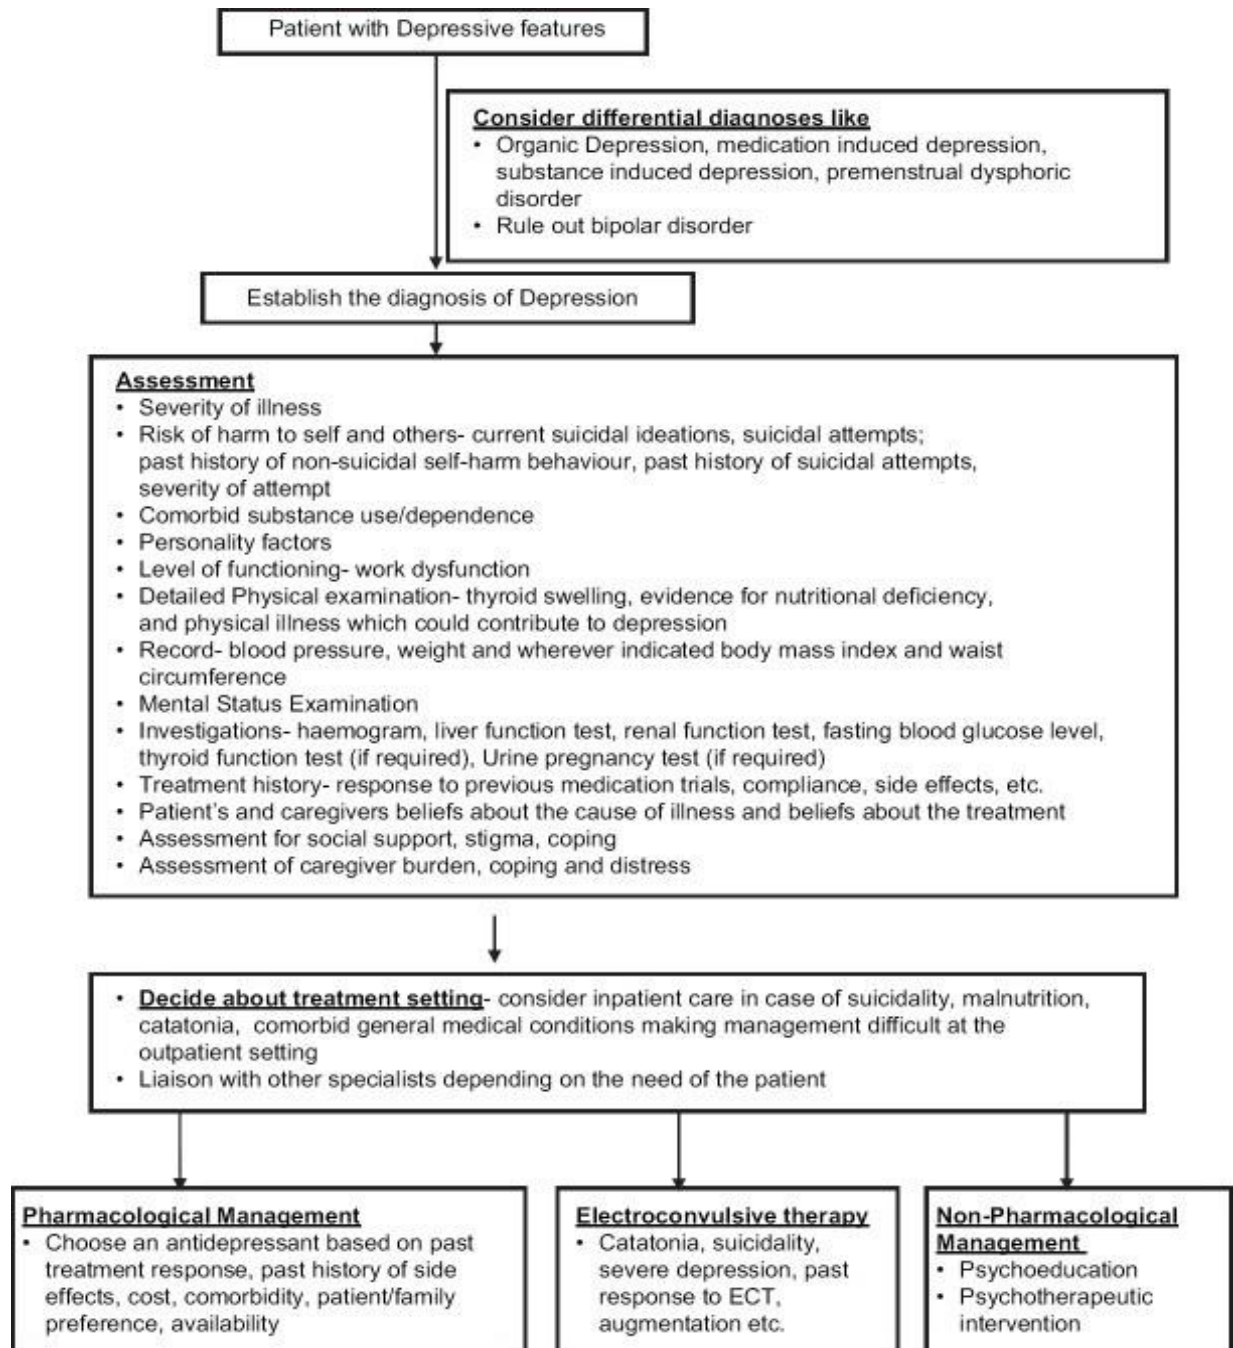 Patient with Depressive features
Consider differential diagnoses like
• Organic Depression, medication induced depression,
substance induced depression, premenstrual dysphoric
disorder
• Rule out bipolar disorder
Establish the diagnosis of Depression
Assessment
• Severity of illness
• Risk of harm to self and others- current suicidal ideations, suicidal attempts;
past history of non-suicidal self-harm behaviour, past history of suicidal attempts,
severity of attempt
• Comorbid substance use/dependence
• Personality factors
• Level of functioning- work dysfunction
• Detailed Physical examination- thyroid swelling, evidence for nutritional deficiency,
and physical illness which could contribute to depression
• Record- blood pressure, weight and wherever indicated body mass index and waist
circumference
• Mental Status Examination
• Investigations- haemogram, liver function test, renal function test, fasting blood glucose level,
thyroid function test (if required), Urine pregnancy test (if required)
• Treatment history- response to previous medication trials, compliance, side effects, etc.
• Patient's and caregivers beliefs about the cause of illness and beliefs about the treatment
• Assessment for social support, stigma, coping
• Assessment of caregiver burden, coping and distress
• Decide about treatment setting- consider inpatient care in case of suicidality, malnutrition,
catatonia, comorbid general medical conditions making management difficult at the
outpatient setting
• Liaison with other specialists depending on the need of the patient
Pharmacological Management
• Choose an antidepressant based on past
treatment response, past history of side
effects, cost, comorbidity, patient/family
preference, availability
Electroconvulsive therapy
• Catatonia, suicidality,
severe depression, past
response to ECT,
augmentation etc.
Non-Pharmacological
Management
• Psychoeducation
• Psychotherapeutic
intervention